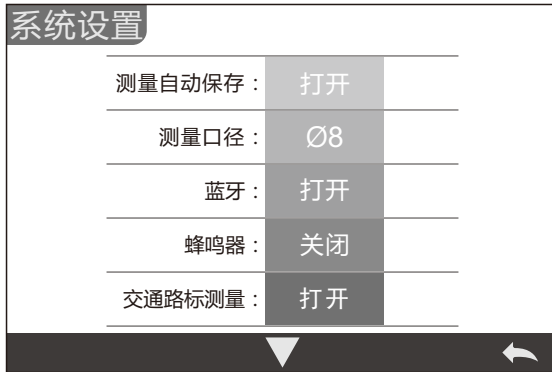 系统设置
测量自动保存： 打开
测量口径： Ø8
蓝牙： 打开
蜂鸣器： 关闭
交通路标测量： 打开